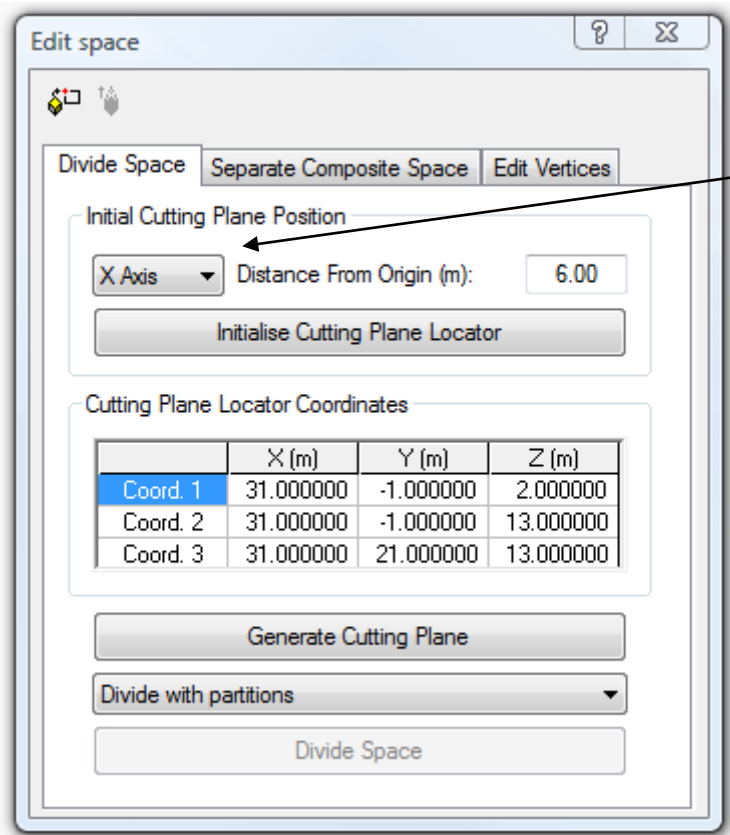 Edit space
Divide Space Separate Composite Space Edit Vertices
Initial Cutting Plane Position
X Axis Distance From Origin (m): 6.00
Initialise Cutting Plane Locator
Cutting Plane Locator Coordinates
X (m) Y (m) Z (m)
Coord. 1 31.000000 -1.000000 2.000000
Coord. 2 31.000000 -1.000000 13.000000
Coord. 3 31.000000 21.000000 13.000000
Generate Cutting Plane
Divide with partitions
Divide Space